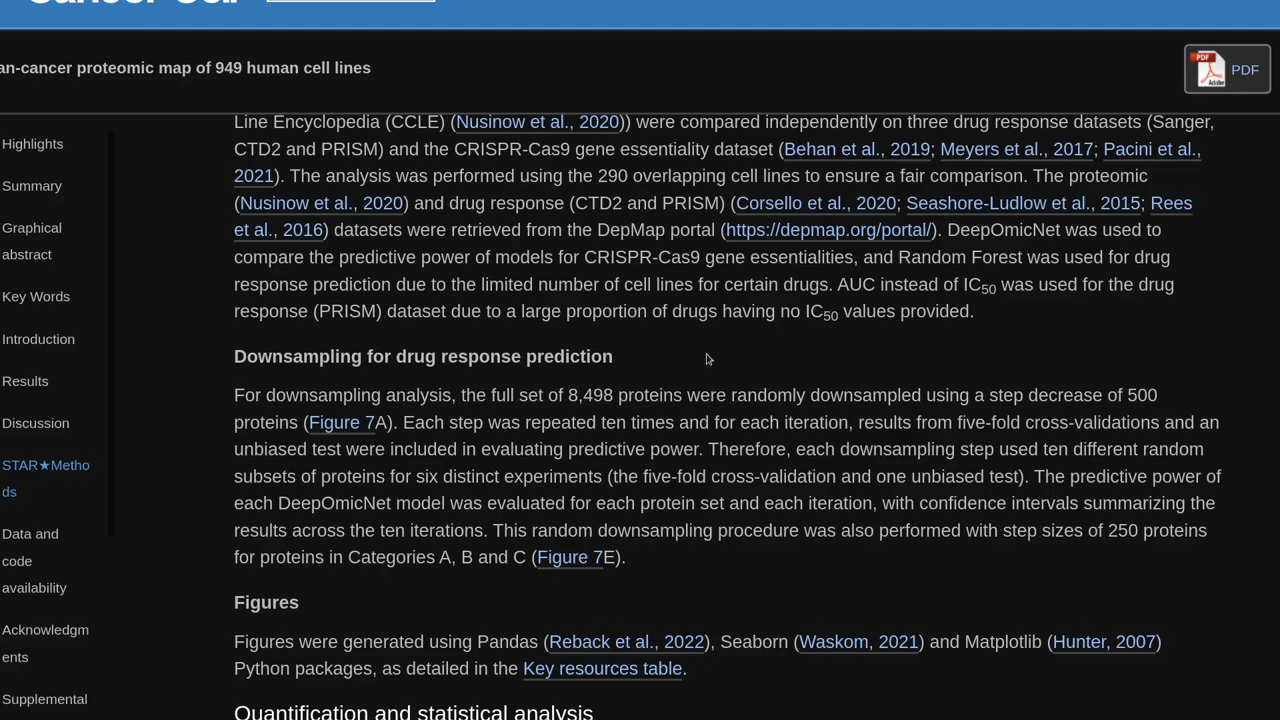 an-cancer proteomic map of 949 human cell lines
PDF
Highlights
Summary
Graphical
abstract
Key Words
Introduction
Results
Discussion
STAR★Metho
ds
Data and
code
availability
Acknowledgm
ents
Supplemental
Line Encyclopedia (CCLE) (Nusinow et al., 2020)) were compared independently on three drug response datasets (Sanger,
CTD2 and PRISM) and the CRISPR-Cas9 gene essentiality dataset (Behan et al., 2019; Meyers et al., 2017; Pacini et al.,
2021). The analysis was performed using the 290 overlapping cell lines to ensure a fair comparison. The proteomic
(Nusinow et al., 2020) and drug response (CTD2 and PRISM) (Corsello et al., 2020; Seashore-Ludlow et al., 2015; Rees
et al., 2016) datasets were retrieved from the DepMap portal (https://depmap.org/portal/). DeepOmicNet was used to
compare the predictive power of models for CRISPR-Cas9 gene essentialities, and Random Forest was used for drug
response prediction due to the limited number of cell lines for certain drugs. AUC instead of IC50 was used for the drug
response (PRISM) dataset due to a large proportion of drugs having no IC50 values provided.
Downsampling for drug response prediction
For downsampling analysis, the full set of 8,498 proteins were randomly downsampled using a step decrease of 500
proteins (Figure 7A). Each step was repeated ten times and for each iteration, results from five-fold cross-validations and an
unbiased test were included in evaluating predictive power. Therefore, each downsampling step used ten different random
subsets of proteins for six distinct experiments (the five-fold cross-validation and one unbiased test). The predictive power of
each DeepOmicNet model was evaluated for each protein set and each iteration, with confidence intervals summarizing the
results across the ten iterations. This random downsampling procedure was also performed with step sizes of 250 proteins
for proteins in Categories A, B and C (Figure 7E).
Figures
Figures were generated using Pandas (Reback et al., 2022), Seaborn (Waskom, 2021) and Matplotlib (Hunter, 2007)
Python packages, as detailed in the Key resources table.
Quantification and statistical analysis